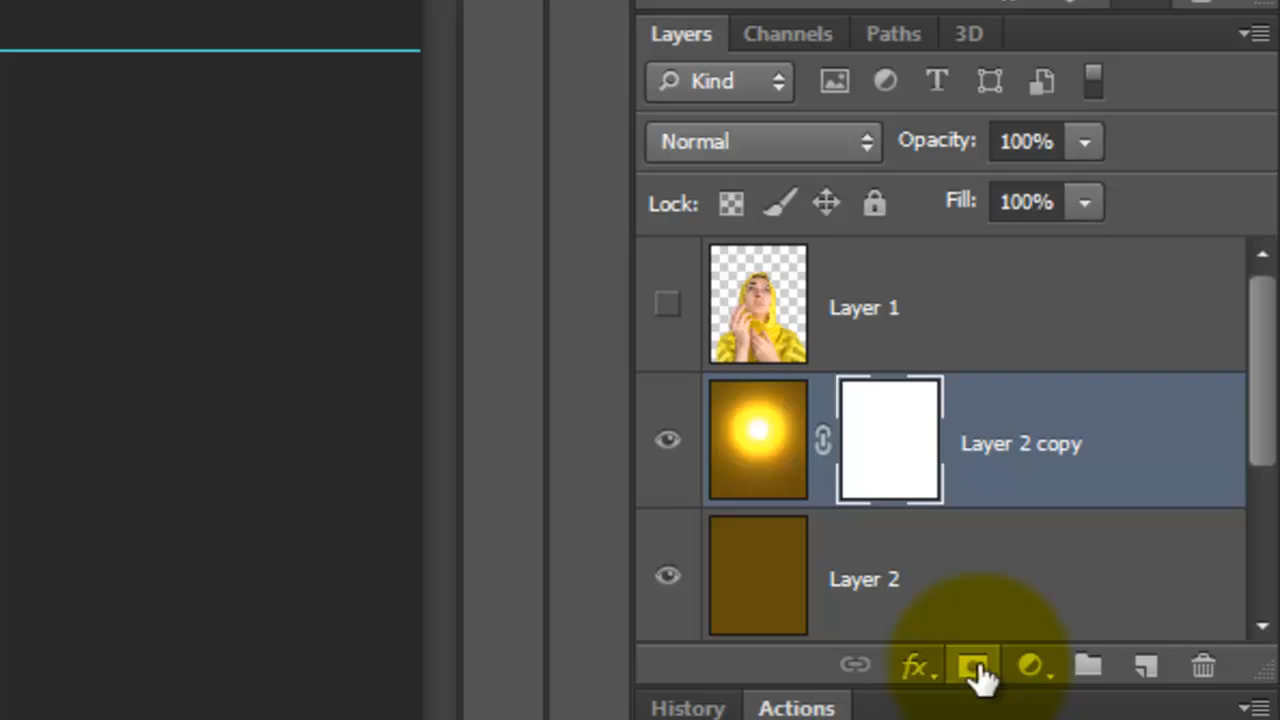 Layers Channels Paths 3D
Kind T
Normal Opacity: 100%
Lock: Fill: 100%
Layer 1
Layer 2 copy
Layer 2
fx
History Actions